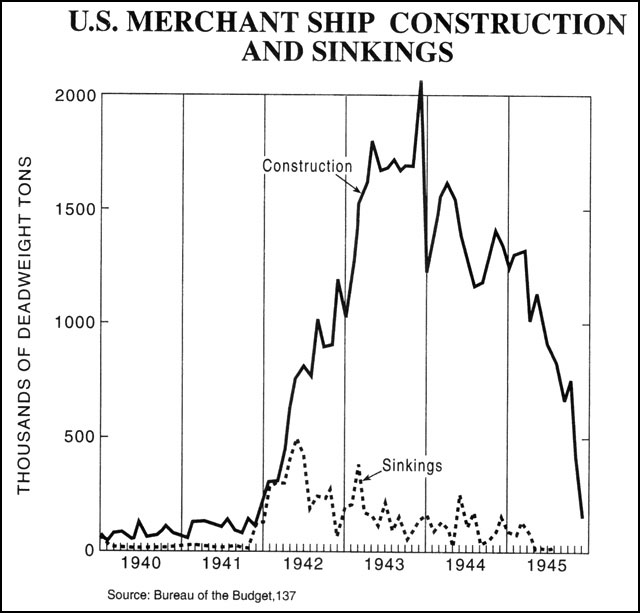 U.S. MERCHANT SHIP CONSTRUCTION
AND SINKINGS
THOUSANDS OF DEADWEIGHT TONS
2000
1500
1000
500
0
Construction
Sinkings
1940 1941 1942 1943 1944 1945
Source: Bureau of the Budget,137